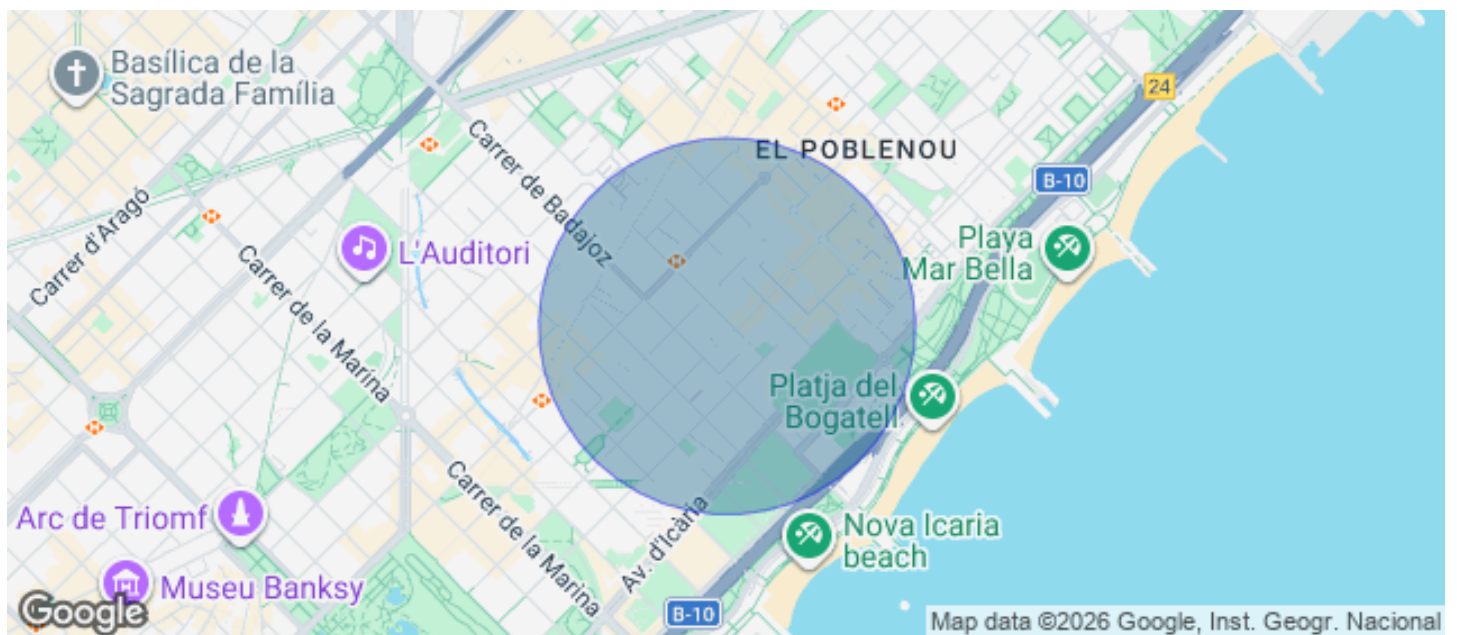 Basílica de la
Sagrada Família
24
Carrer de Badajoz
EL POBLENOU
B-10
Carrer d'Aragó
L'Auditori
Playa
Mar Bella
Carrer de la Marina
Platja del
Bogatell
Arc de Triomf
Carrer de la Marina
Av. d'Icària
Nova Icaria
beach
Museu Banksy
Google
B-10
Map data ©2026 Google, Inst. Geogr. Nacional